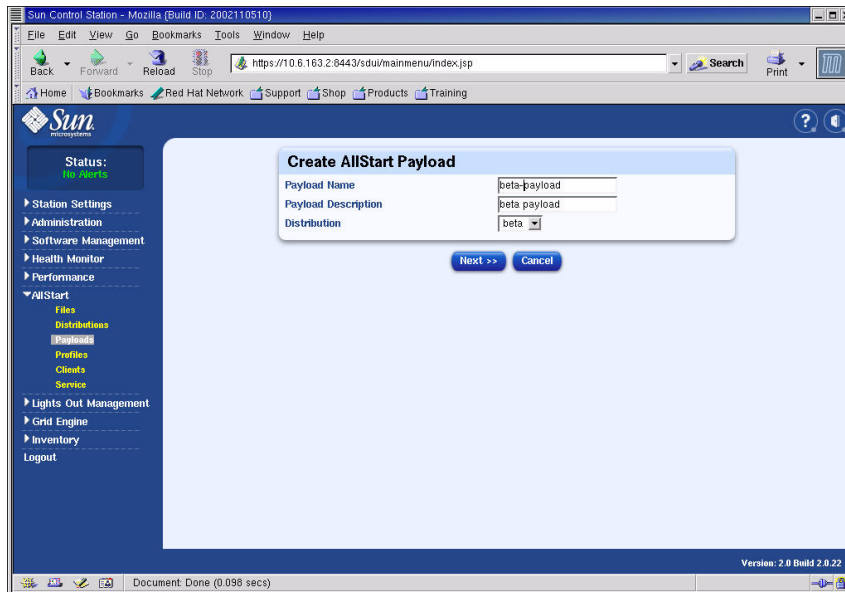 Sun Control Station - Mozilla {Build ID: 2002110510}
File Edit View Go Bookmarks Tools Window Help
Back Forward Reload Stop https://10.6.163.2:8443/sdui/mainmenu/index.jsp Search Print
Home Bookmarks Red Hat Network Support Shop Products Training
Sun
microsystems
?
Status:
No Alerts
Station Settings
Administration
Software Management
Health Monitor
Performance
AllStart
Files
Distributions
Payloads
Profiles
Clients
Service
Lights Out Management
Grid Engine
Inventory
Logout
Create AllStart Payload
Payload Name beta-payload
Payload Description beta payload
Distribution beta
Next >> Cancel
Version: 2.0 Build 2.0.22
Document: Done (0.098 secs)